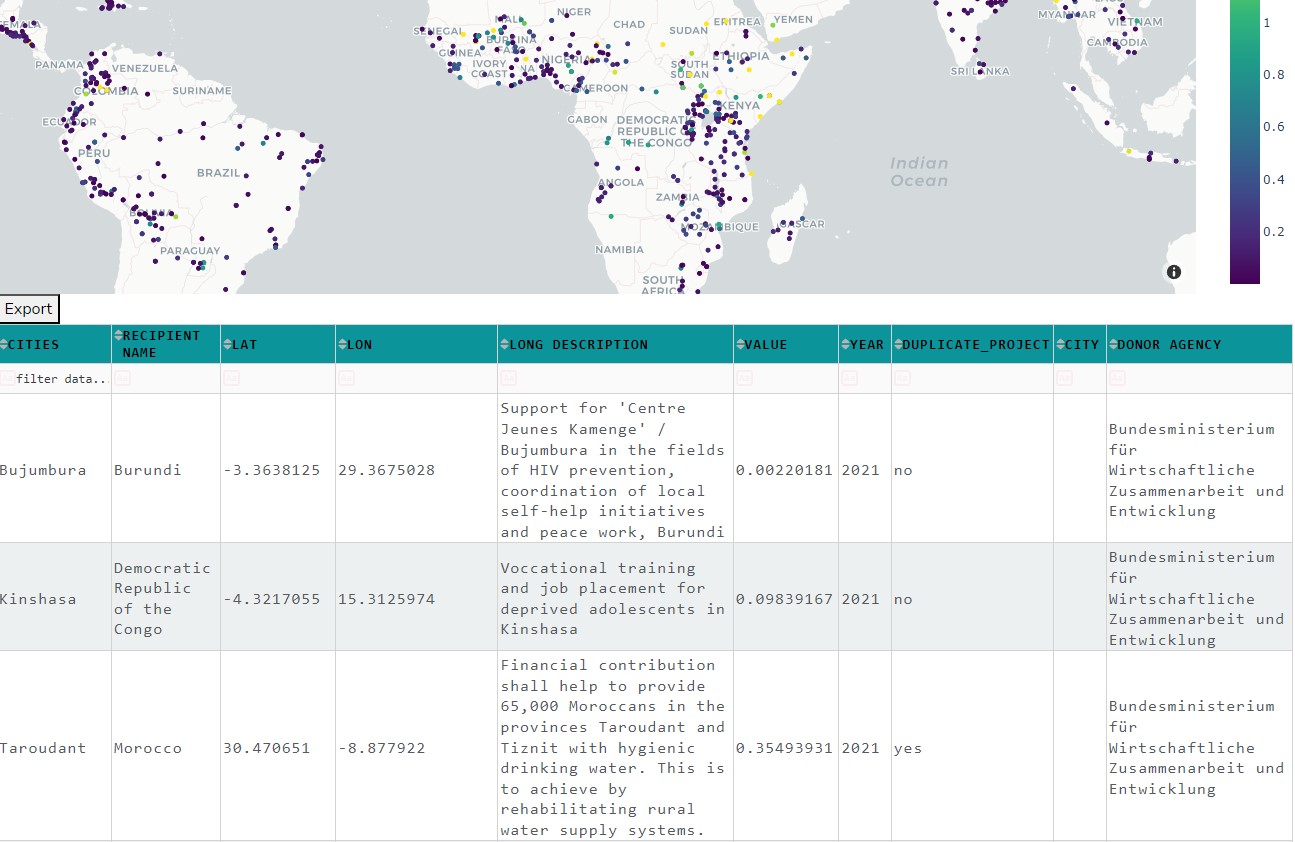 NIGER
CHAD
ERITREA
YEMEN
MYANMAR
VIETNAM
1
SUDAN
PANAMA
VENEZUELA
GUINEA
IVORY
COAST
NIGERIA
SOUTH
SUDAN
ETHIOPIA
CAMBODIA
SRI LANKA
0.8
COLOMBIA
SURINAME
CAMEROON
ECUADOR
GABON
DEMOCRATIC
REPUBLIC OF
THE CONGO
KENYA
0.6
PERU
BRAZIL
ANGOLA
Indian
Ocean
0.4
BOLIVIA
ZAMBIA
MOZAMBIQUE
PARAGUAY
NAMIBIA
0.2
SOUTH
AFRICA
Export
CITIES
RECIPIENT
NAME
LAT
LON
LONG DESCRIPTION
VALUE
YEAR
DUPLICATE_PROJECT
CITY
DONOR AGENCY
filter data...
Bujumbura
Burundi
-3.3638125
29.3675028
Support for 'Centre
Jeunes Kamenge' /
Bujumbura in the fields
of HIV prevention,
coordination of local
self-help initiatives
and peace work, Burundi
0.00220181
2021
no
Bundesministerium
für
Wirtschaftliche
Zusammenarbeit und
Entwicklung
Kinshasa
Democratic
Republic
of the
Congo
-4.3217055
15.3125974
Voccational training
and job placement for
deprived adolescents in
Kinshasa
0.09839167
2021
no
Bundesministerium
für
Wirtschaftliche
Zusammenarbeit und
Entwicklung
Taroudant
Morocco
30.470651
-8.877922
Financial contribution
shall help to provide
65,000 Moroccans in the
provinces Taroudant and
Tiznit with hygienic
drinking water. This is
to achieve by
rehabilitating rural
water supply systems.
0.35493931
2021
yes
Bundesministerium
für
Wirtschaftliche
Zusammenarbeit und
Entwicklung